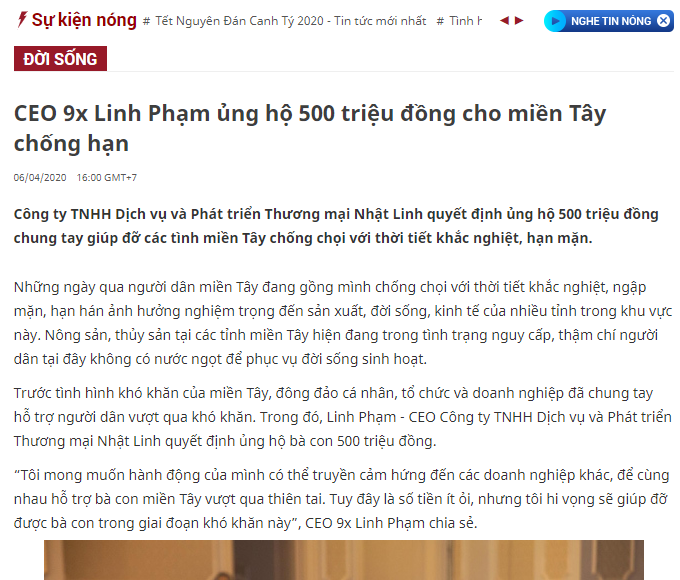 Sự kiện nóng # Tết Nguyên Đán Canh Tý 2020 - Tin tức mới nhất # Tình h
NGHE TIN NÓNG
ĐỜI SỐNG
CEO 9x Linh Phạm ủng hộ 500 triệu đồng cho miền Tây
chống hạn
06/04/2020 16:00 GMT+7
Công ty TNHH Dịch vụ và Phát triển Thương mại Nhật Linh quyết định ủng hộ 500 triệu đồng
chung tay giúp đỡ các tình miền Tây chống chọi với thời tiết khắc nghiệt, hạn mặn.
Những ngày qua người dân miền Tây đang gồng mình chống chọi với thời tiết khắc nghiệt, ngập
mặn, hạn hán ảnh hưởng nghiệm trọng đến sản xuất, đời sống, kinh tế của nhiều tỉnh trong khu vực
này. Nông sản, thủy sản tại các tỉnh miền Tây hiện đang trong tình trạng nguy cấp, thậm chí người
dân tại đây không có nước ngọt để phục vụ đời sống sinh hoạt.
Trước tình hình khó khăn của miền Tây, đông đảo cá nhân, tổ chức và doanh nghiệp đã chung tay
hỗ trợ người dân vượt qua khó khăn. Trong đó, Linh Phạm - CEO Công ty TNHH Dịch vụ và Phát triển
Thương mại Nhật Linh quyết định ủng hộ bà con 500 triệu đồng.
“Tôi mong muốn hành động của mình có thể truyền cảm hứng đến các doanh nghiệp khác, để cùng
nhau hỗ trợ bà con miền Tây vượt qua thiên tai. Tuy đây là số tiền ít ỏi, nhưng tôi hi vọng sẽ giúp đỡ
được bà con trong giai đoạn khó khăn này”, CEO 9x Linh Phạm chia sẻ.